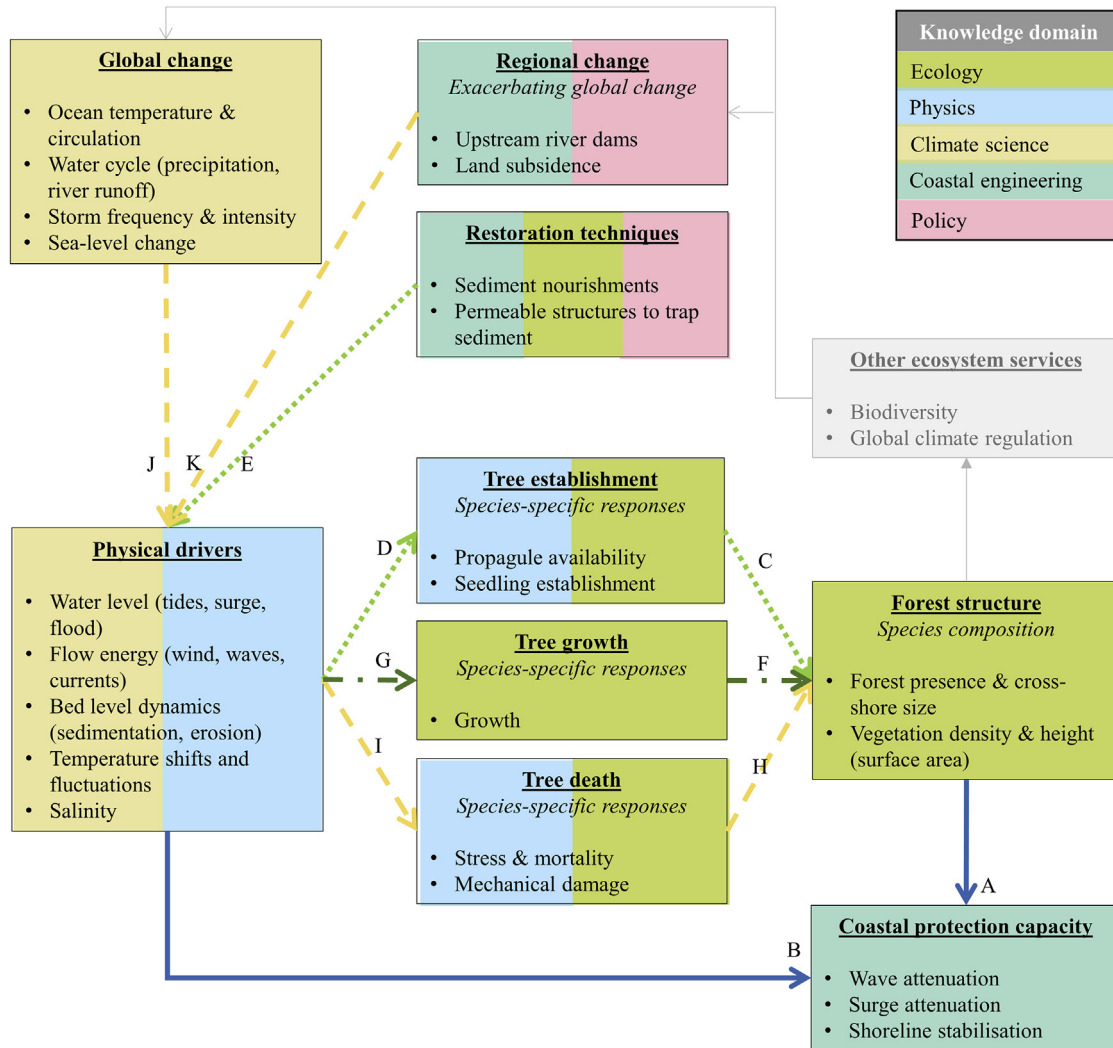 Global change
• Ocean temperature &
circulation
• Water cycle (precipitation,
river runoff)
• Storm frequency & intensity
• Sea-level change
Regional change
Exacerbating global change
• Upstream river dams
• Land subsidence
Knowledge domain
Ecology
Physics
Climate science
Coastal engineering
Policy
Restoration techniques
• Sediment nourishments
• Permeable structures to trap
sediment
Other ecosystem services
• Biodiversity
• Global climate regulation
J
K
E
Physical drivers
• Water level (tides, surge,
flood)
• Flow energy (wind, waves,
currents)
• Bed level dynamics
(sedimentation, erosion)
• Temperature shifts and
fluctuations
• Salinity
D
G
I
Tree establishment
Species-specific responses
• Propagule availability
• Seedling establishment
Tree growth
Species-specific responses
• Growth
Tree death
Species-specific responses
• Stress & mortality
• Mechanical damage
C
F
H
Forest structure
Species composition
• Forest presence & cross-
shore size
• Vegetation density & height
(surface area)
A
B
Coastal protection capacity
• Wave attenuation
• Surge attenuation
• Shoreline stabilisation